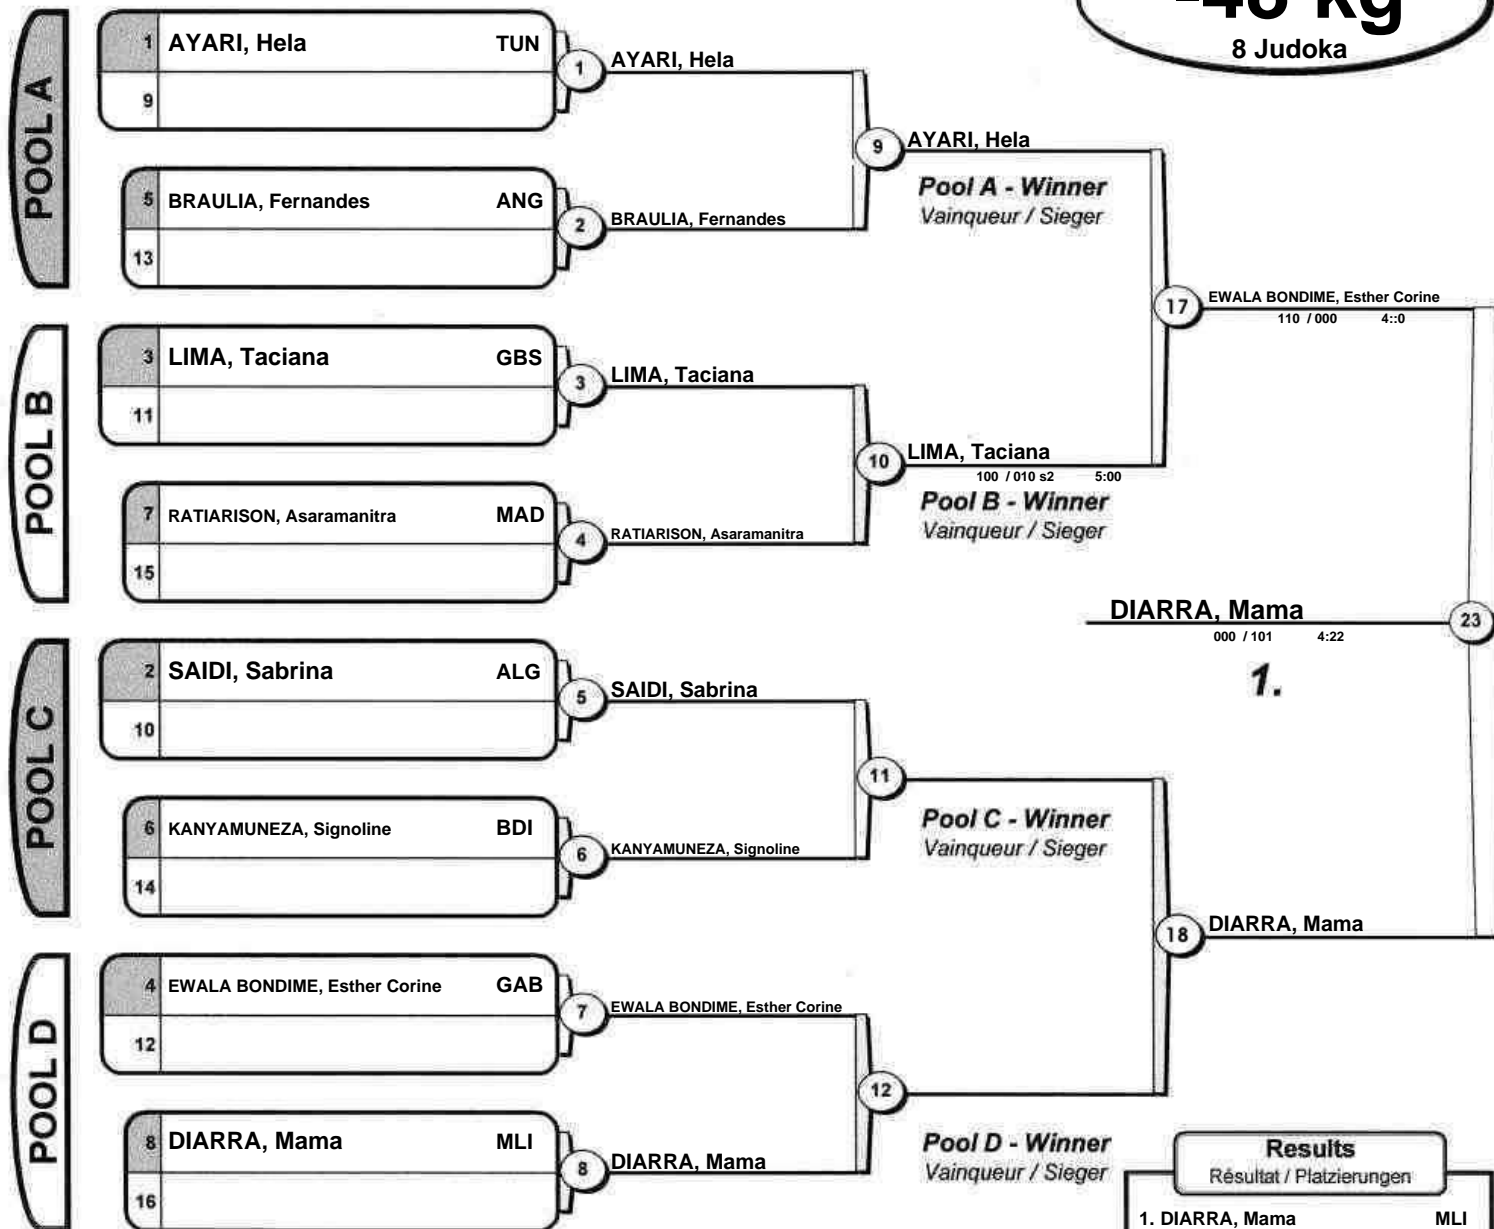 8 Judoka
POOL A
1 AYARI, Hela TUN
9
1 AYARI, Hela
5 BRAULIA, Fernandes ANG
13
2 BRAULIA, Fernandes
9 AYARI, Hela
Pool A - Winner
Vainqueur / Sieger
17 EWALA BONDIME, Esther Corine
110 / 000 4::0
POOL B
3 LIMA, Taciana GBS
11
3 LIMA, Taciana
7 RATIARISON, Asaramanitra MAD
15
4 RATIARISON, Asaramanitra
10 LIMA, Taciana
100 / 010 s2 5:00
Pool B - Winner
Vainqueur / Sieger
DIARRA, Mama 23
000 / 101 4:22
1.
POOL C
2 SAIDI, Sabrina ALG
10
5 SAIDI, Sabrina
6 KANYAMUNEZA, Signoline BDI
14
6 KANYAMUNEZA, Signoline
11
Pool C - Winner
Vainqueur / Sieger
18 DIARRA, Mama
POOL D
4 EWALA BONDIME, Esther Corine GAB
12
7 EWALA BONDIME, Esther Corine
8 DIARRA, Mama MLI
16
8 DIARRA, Mama
12
Pool D - Winner
Vainqueur / Sieger
Results
Résultat / Platzierungen
1. DIARRA, Mama MLI